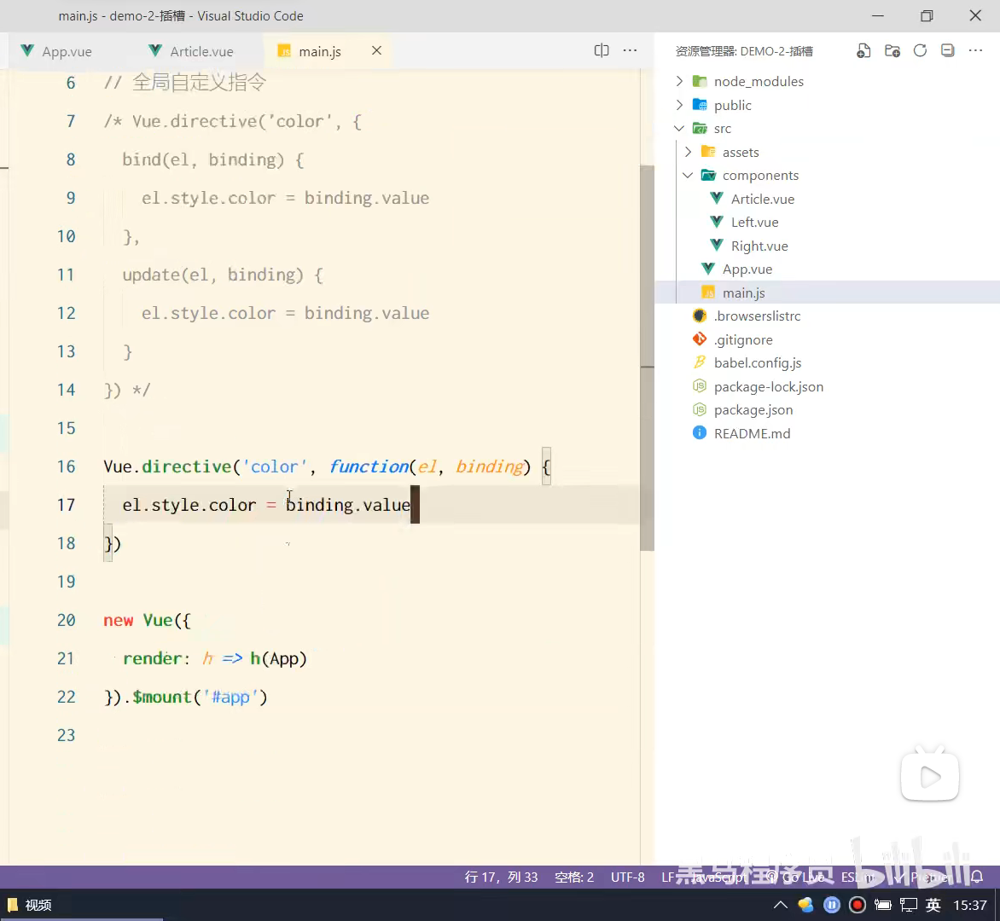 main.js - demo-2-插槽 - Visual Studio Code
App.vue
Article.vue
main.js
6 // 全局自定义指令
7 /* Vue.directive('color', {
8 bind(el, binding) {
9 el.style.color = binding.value
10 },
11 update(el, binding) {
12 el.style.color = binding.value
13 }
14 }) */
15
16 Vue.directive('color', function(el, binding) {
17 el.style.color = binding.value
18 })
19
20 new Vue({
21 render: h => h(App)
22 }).$mount('#app')
23
资源管理器: DEMO-2-插槽
node_modules
public
src
assets
components
Article.vue
Left.vue
Right.vue
App.vue
main.js
.browserslistrc
.gitignore
babel.config.js
package-lock.json
package.json
README.md
行 17，列 33 空格: 2 UTF-8 LF JavaScript Go Live ESLint Prettier
黑马程序员 bilibili
视频
英 15:37